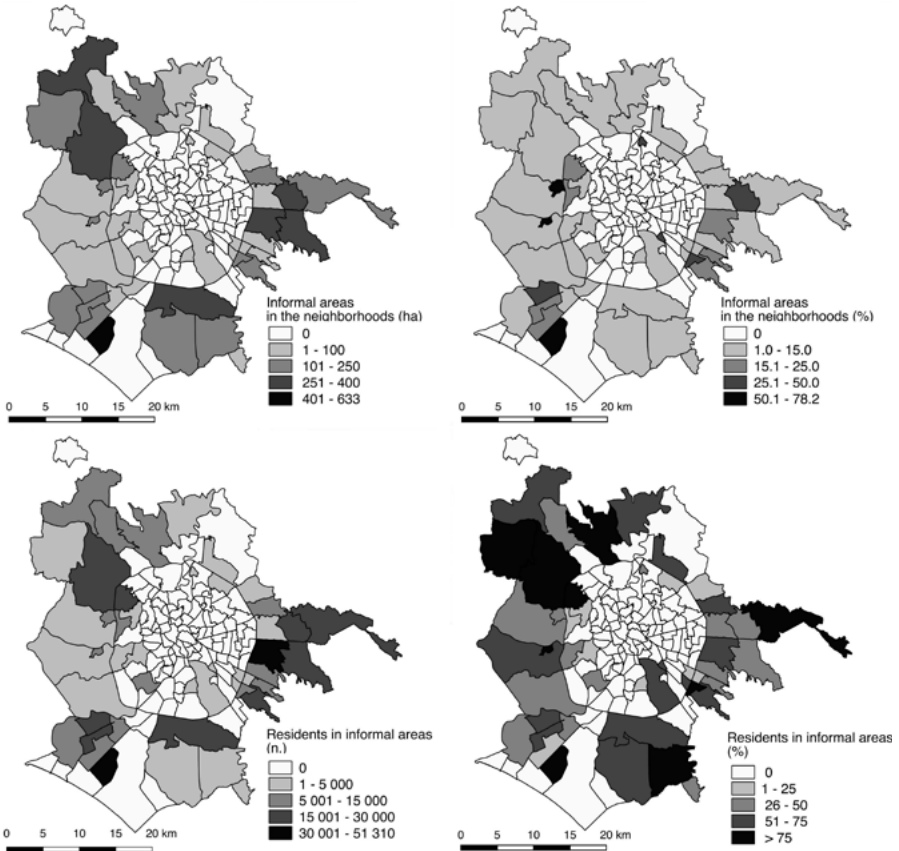 Informal areas
in the neighborhoods (ha)
0
1 - 100
101 - 250
251 - 400
401 - 633
0 5 10 15 20 km
Informal areas
in the neighborhoods (%)
0
1.0 - 15.0
15.1 - 25.0
25.1 - 50.0
50.1 - 78.2
0 5 10 15 20 km
Residents in informal areas
(n.)
0
1 - 5 000
5 001 - 15 000
15 001 - 30 000
30 001 - 51 310
0 5 10 15 20 km
Residents in informal areas
(%)
0
1 - 25
26 - 50
51 - 75
> 75
0 5 10 15 20 km